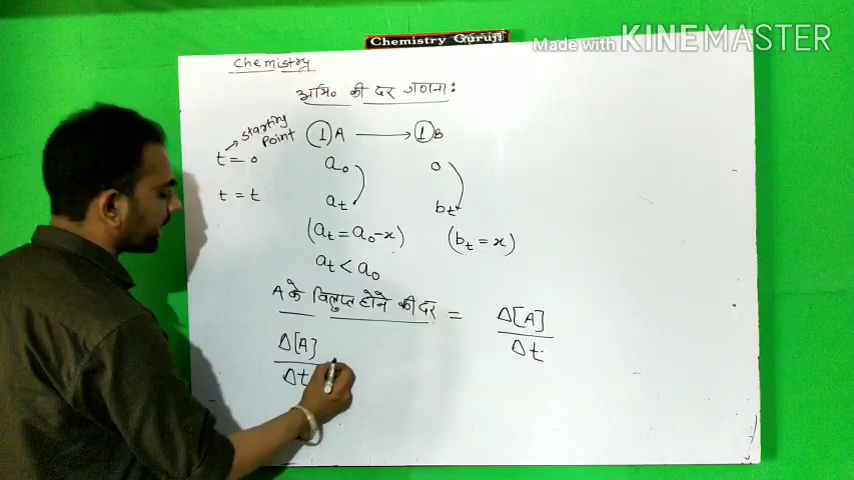 Chemistry Guruji
Made with KINEMASTER
Chemistry
अभि० की दर गणना :
t = 0 → starting point
① A → ① B
a₀ 0
t = t aₜ bₜ
(aₜ = a₀-x) (bₜ = x)
aₜ < a₀
A के विलुप्त होने की दर = Δ[A] / Δt
Δ[A] / Δt